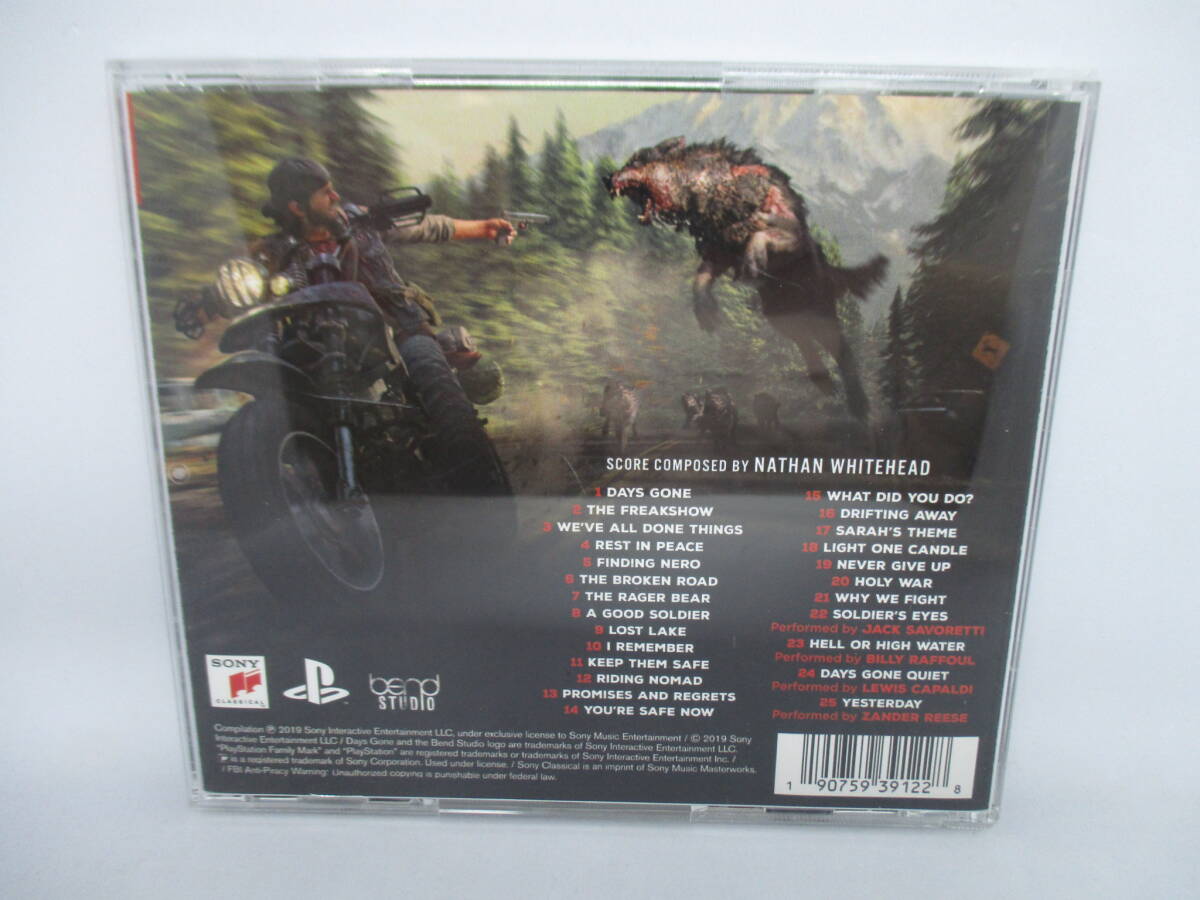 SCORE COMPOSED BY NATHAN WHITEHEAD
1 DAYS GONE
2 THE FREAKSHOW
3 WE'VE ALL DONE THINGS
4 REST IN PEACE
5 FINDING NERO
6 THE BROKEN ROAD
7 THE RAGER BEAR
8 A GOOD SOLDIER
9 LOST LAKE
10 I REMEMBER
11 KEEP THEM SAFE
12 RIDING NOMAD
13 PROMISES AND REGRETS
14 YOU'RE SAFE NOW
15 WHAT DID YOU DO?
16 DRIFTING AWAY
17 SARAH'S THEME
18 LIGHT ONE CANDLE
19 NEVER GIVE UP
20 HOLY WAR
21 WHY WE FIGHT
22 SOLDIER'S EYES
Performed by JACK SAVORETTI
23 HELL OR HIGH WATER
Performed by BILLY RAFFOUL
24 DAYS GONE QUIET
Performed by LEWIS CAPALDI
25 YESTERDAY
Performed by ZANDER REESE
SONY
CLASSICAL
bend
STUDIO
Compilation ℗ 2019 Sony Interactive Entertainment LLC, under exclusive license to Sony Music Entertainment / © 2019 Sony
Interactive Entertainment LLC / Days Gone and the Bend Studio logo are trademarks of Sony Interactive Entertainment LLC.
"PlayStation Family Mark" and "PlayStation" are registered trademarks or trademarks of Sony Interactive Entertainment Inc. /
is a registered trademark of Sony Corporation. Used under license. / Sony Classical is an imprint of Sony Music Masterworks.
/ FBI Anti-Piracy Warning: Unauthorized copying is punishable under federal law.
1 90759 39122 8